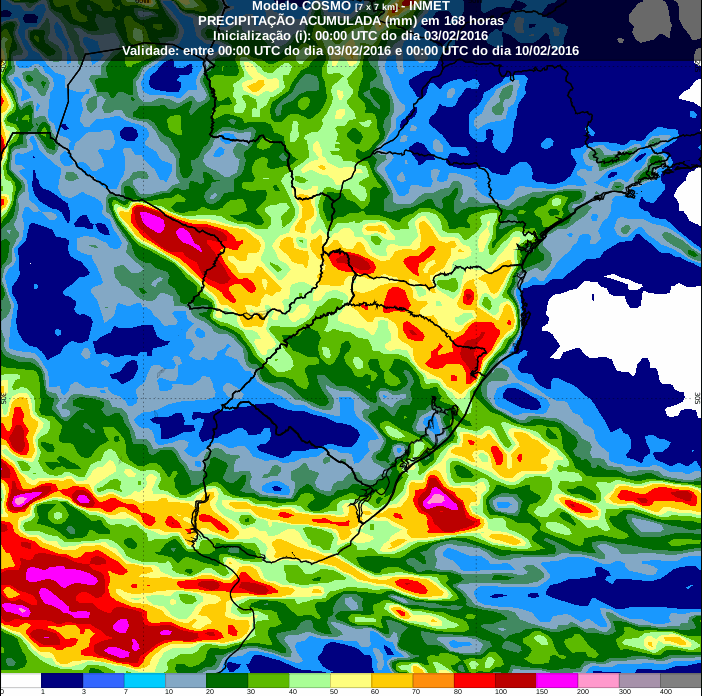 Modelo COSMO [7 x 7 km] - INMET
PRECIPITAÇÃO ACUMULADA (mm) em 168 horas
Inicialização (i): 00:00 UTC do dia 03/02/2016
Validade: entre 00:00 UTC do dia 03/02/2016 e 00:00 UTC do dia 10/02/2016
0 1 3 7 10 20 30 40 50 60 70 80 100 150 200 300 400